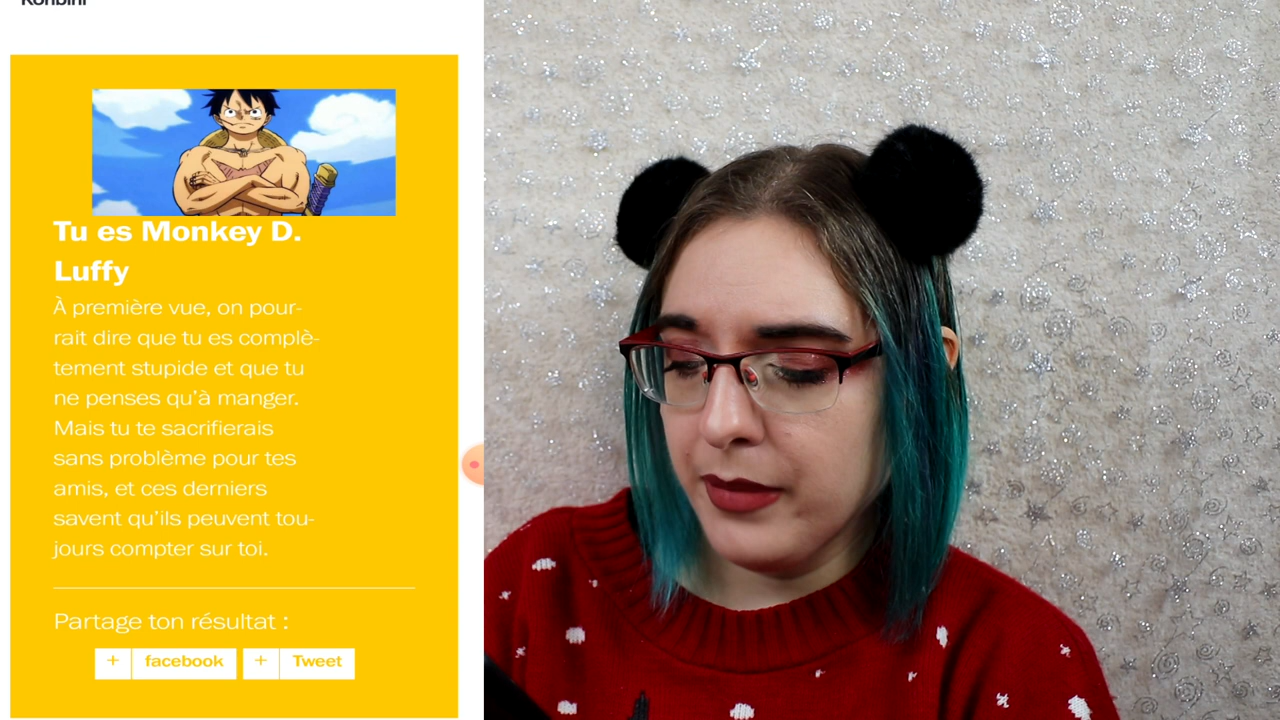 Konbini
Tu es Monkey D.
Luffy
À première vue, on pour-
rait dire que tu es complè-
tement stupide et que tu
ne penses qu'à manger.
Mais tu te sacrifierais
sans problème pour tes
amis, et ces derniers
savent qu'ils peuvent tou-
jours compter sur toi.
Partage ton résultat :
+ facebook + Tweet